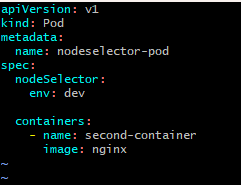 apiVersion: v1
kind: Pod
metadata:
  name: nodeselector-pod
spec:
  nodeSelector:
    env: dev

  containers:
    - name: second-container
      image: nginx
~
~